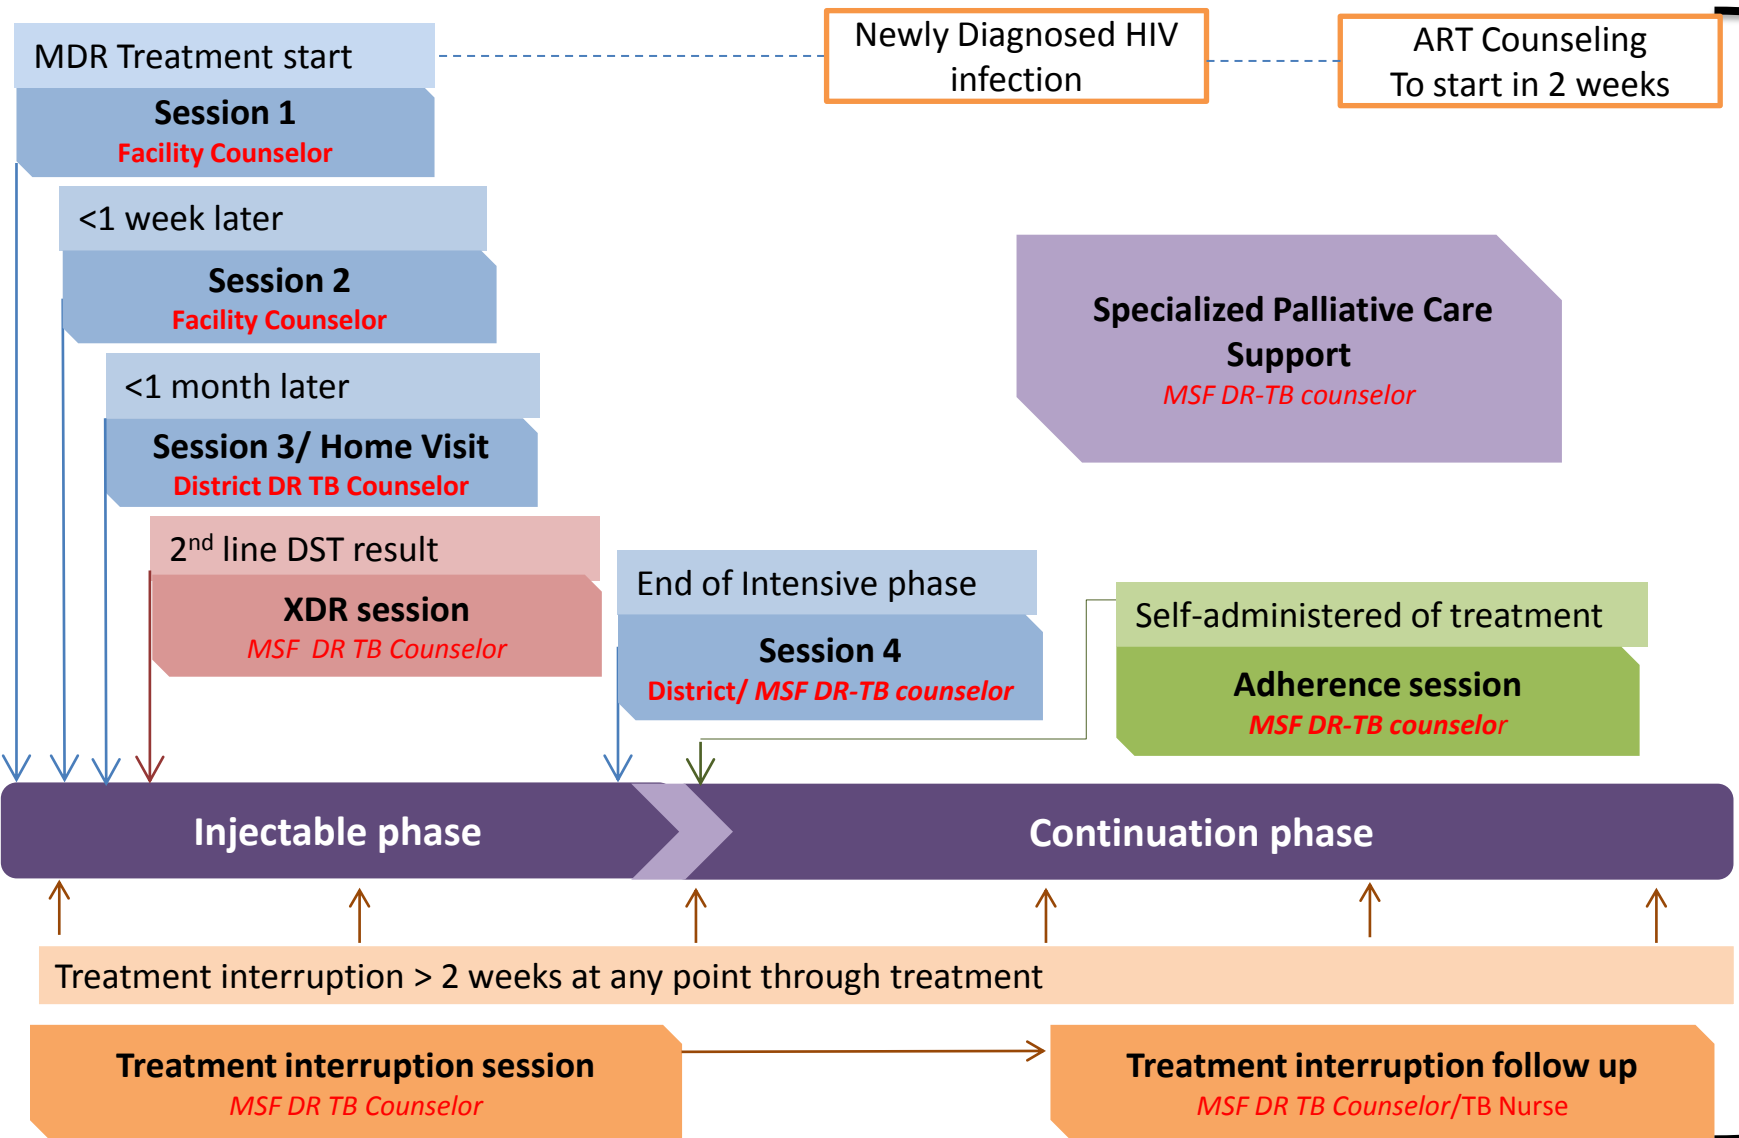 MDR Treatment start
Session 1
Facility Counselor
Newly Diagnosed HIV
infection
ART Counseling
To start in 2 weeks
<1 week later
Session 2
Facility Counselor
<1 month later
Session 3/ Home Visit
District DR TB Counselor
Specialized Palliative Care
Support
MSF DR-TB counselor
2nd line DST result
XDR session
MSF DR TB Counselor
End of Intensive phase
Session 4
District/ MSF DR-TB counselor
Self-administered of treatment
Adherence session
MSF DR-TB counselor
Injectable phase
Continuation phase
Treatment interruption > 2 weeks at any point through treatment
Treatment interruption session
MSF DR TB Counselor
Treatment interruption follow up
MSF DR TB Counselor/TB Nurse